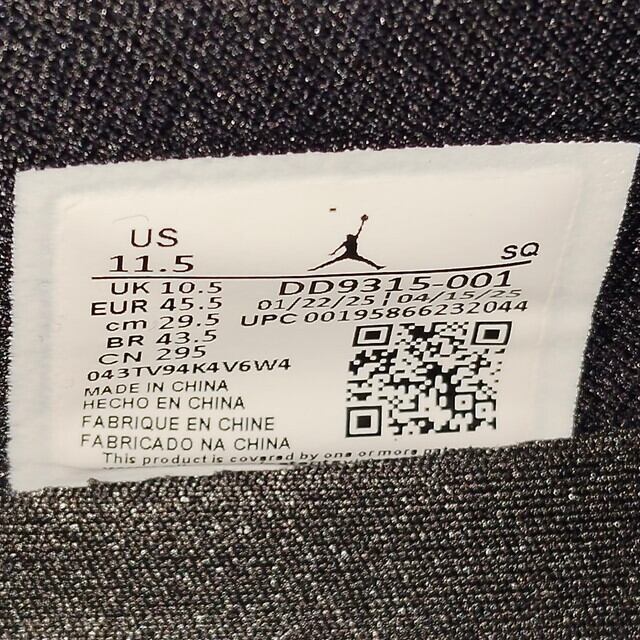 US
11.5
SQ
UK 10.5
EUR 45.5
cm 29.5
BR 43.5
CN 295
DD9315-001
01/22/25 | 04/15/25
UPC 00195866232044
043TV94K4V6W4
MADE IN CHINA
HECHO EN CHINA
FABRIQUE EN CHINE
FABRICADO NA CHINA
This product is covered by one or more